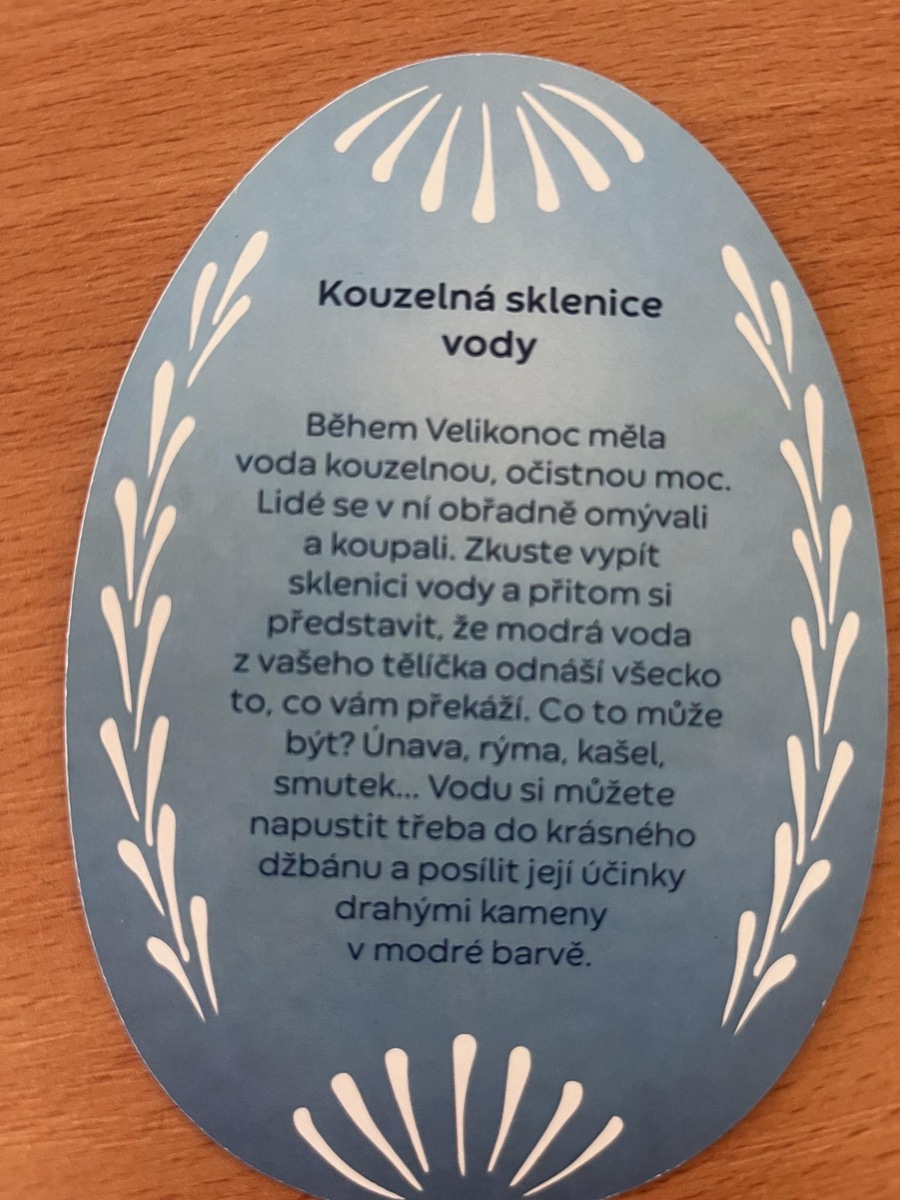 Kouzelná sklenice
vody
Během Velikonoc měla
voda kouzelnou, očistnou moc.
Lidé se v ní obřadně omývali
a koupali. Zkuste vypít
sklenici vody a přitom si
představit, že modrá voda
z vašeho tělíčka odnáší všecko
to, co vám překáží. Co to může
být? Únava, rýma, kašel,
smutek... Vodu si můžete
napustit třeba do krásného
džbánu a posílit její účinky
drahými kameny
v modré barvě.